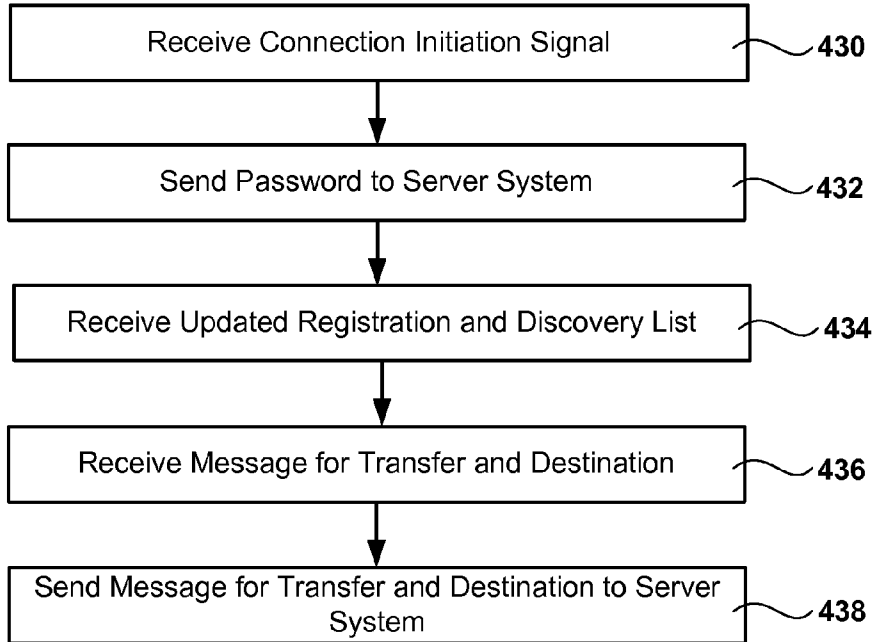 Receive Connection Initiation Signal
430
Send Password to Server System
432
Receive Updated Registration and Discovery List
434
Receive Message for Transfer and Destination
436
Send Message for Transfer and Destination to Server
System
438